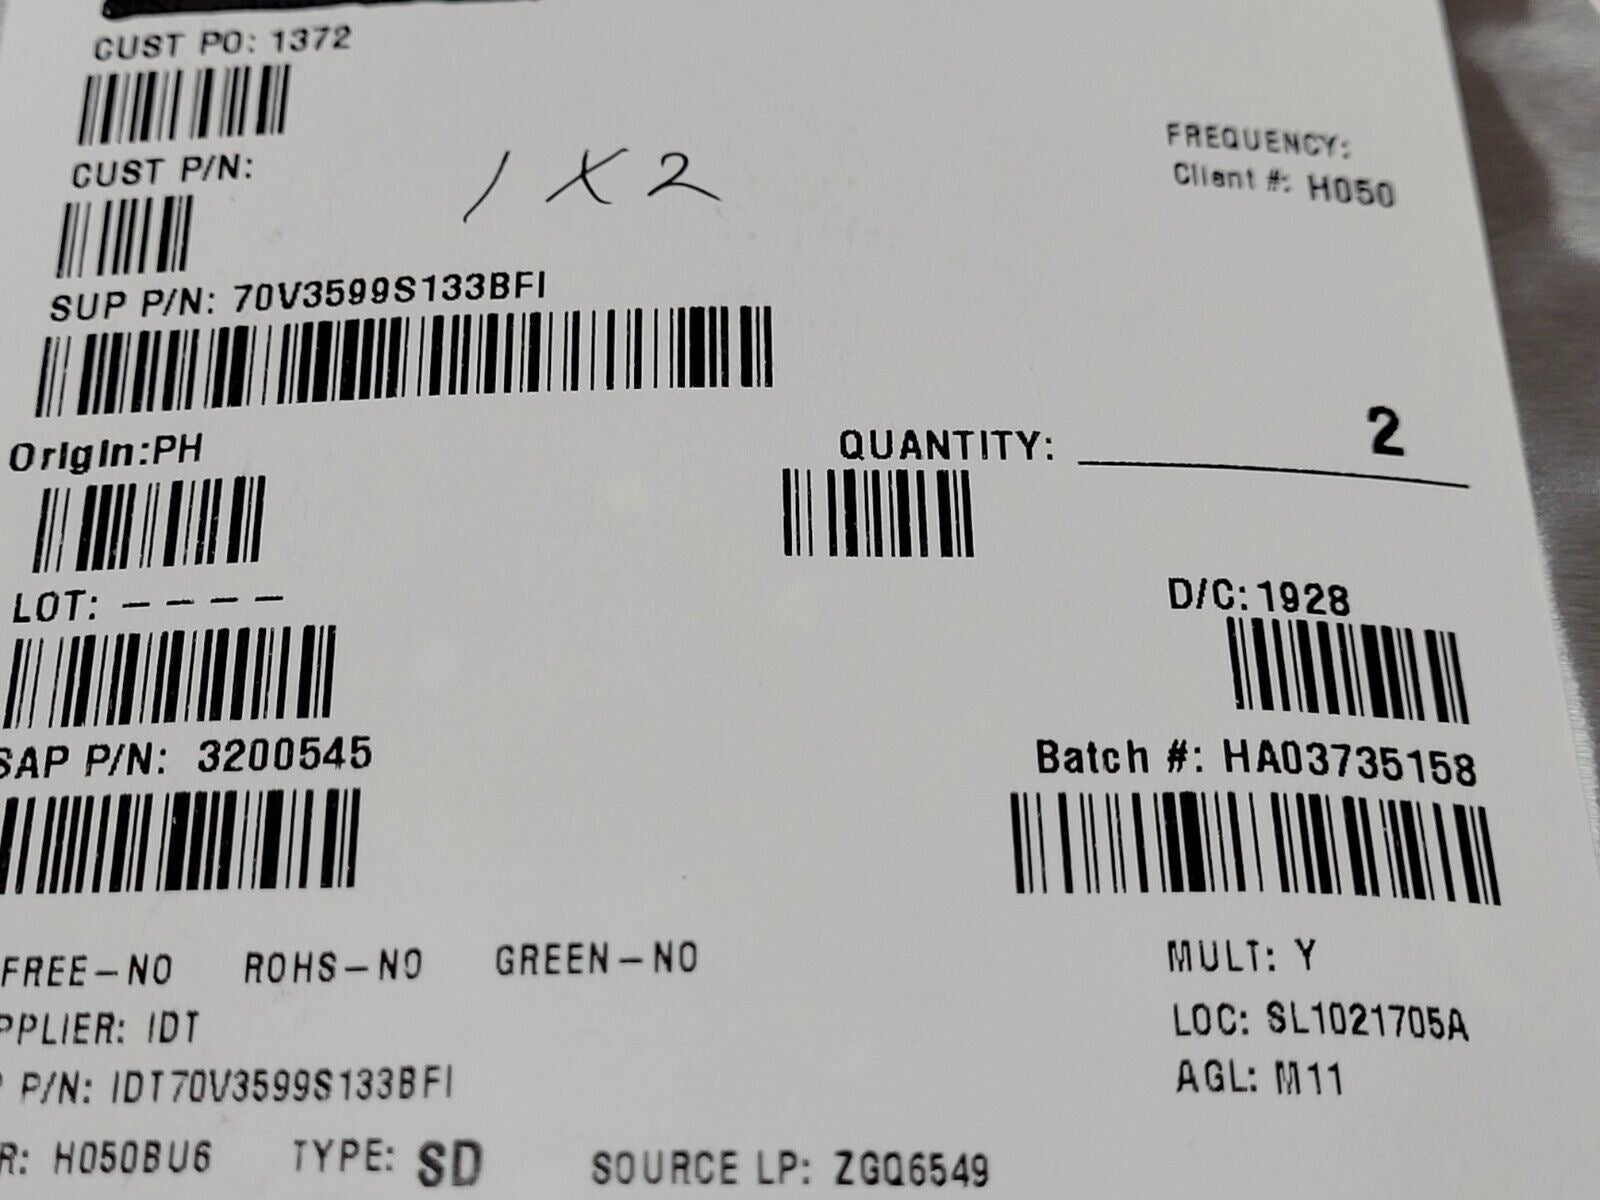 CUST PO: 1372
CUST P/N:
1 X 2
FREQUENCY:
Client #: H050
SUP P/N: 70V3599S133BFI
Origin:PH
QUANTITY: 2
LOT: ----
D/C: 1928
SAP P/N: 3200545
Batch #: HA03735158
FREE-NO ROHS-NO GREEN-NO
MULT: Y
PPLIER: IDT
LOC: SL1021705A
P/N: IDT70V3599S133BFI
AGL: M11
R: H050BU6 TYPE: SD SOURCE LP: ZGQ6549